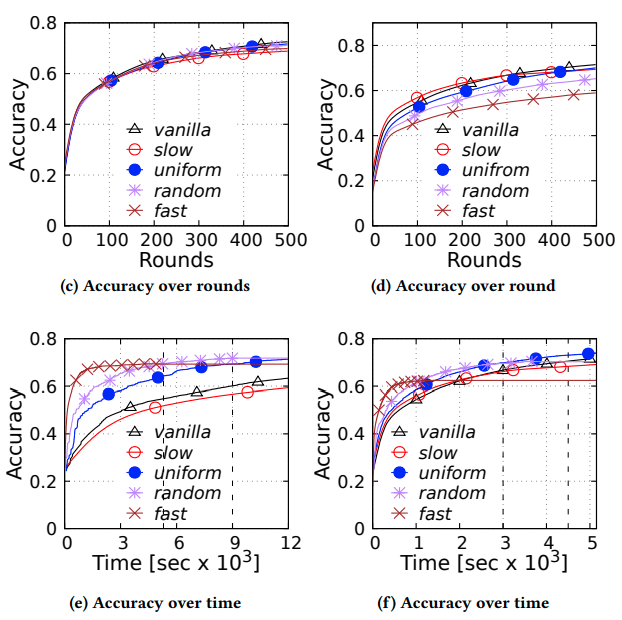 0.8
0.6
0.4
0.2
0
Accuracy
vanilla
slow
uniform
random
fast
0 100 200 300 400 500
Rounds
(c) Accuracy over rounds
0.8
0.6
0.4
0.2
0
Accuracy
vanilla
slow
unifrom
random
fast
0 100 200 300 400 500
Rounds
(d) Accuracy over round
0.8
0.6
0.4
0.2
0
Accuracy
vanilla
slow
uniform
random
fast
0 3 6 9 12
Time [sec x 10³]
(e) Accuracy over time
0.8
0.6
0.4
0.2
0
Accuracy
vanilla
slow
uniform
random
fast
0 1 2 3 4 5
Time [sec x 10³]
(f) Accuracy over time